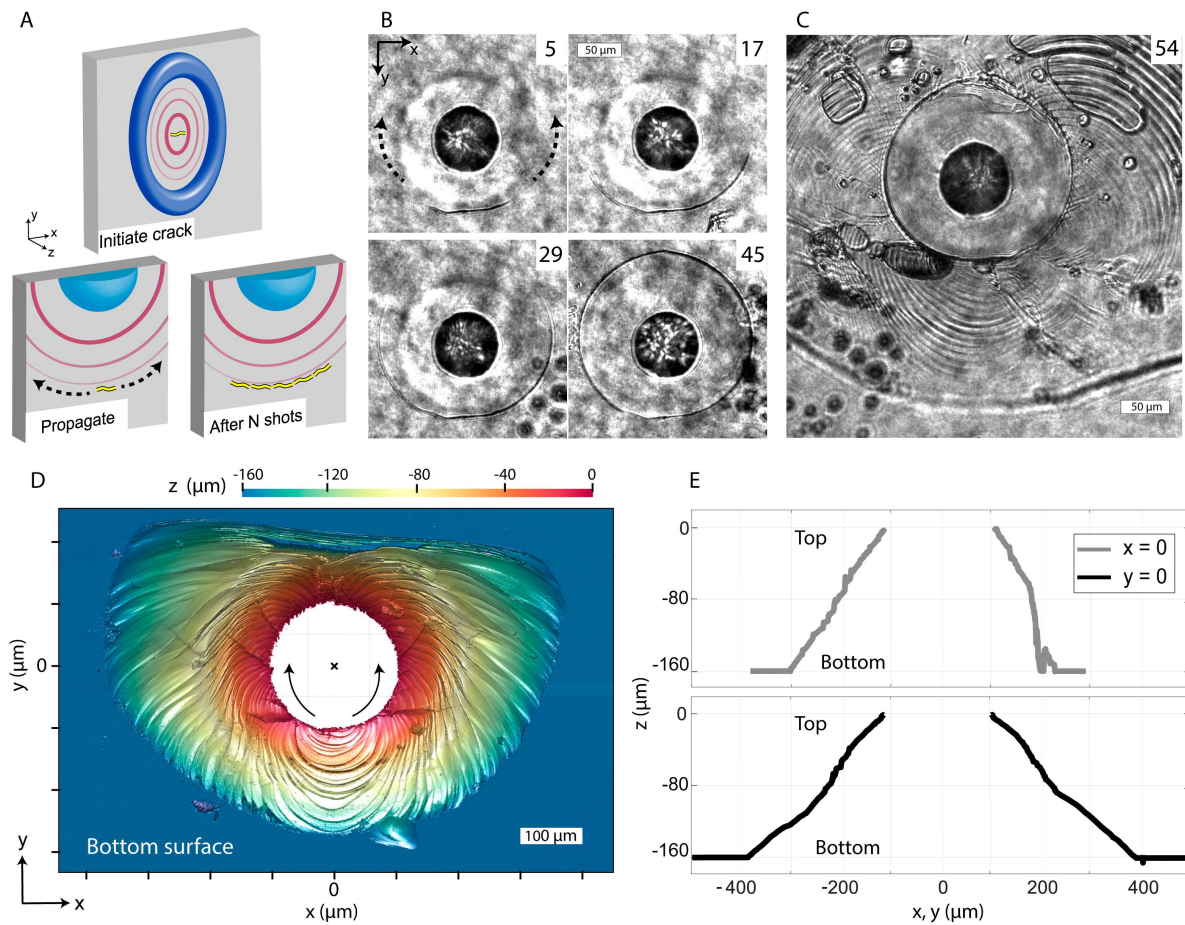 A
Initiate crack
y
x
z
Propagate
After N shots
B
x
y
5
50 µm
17
29
45
C
54
50 µm
D
z (µm)
-160
-120
-80
-40
0
y (µm)
0
Bottom surface
100 µm
y
x
0
x (µm)
E
0
-80
-160
Top
Bottom
x = 0
y = 0
z (µm)
0
-80
-160
Top
Bottom
-400
-200
0
200
400
x, y (µm)